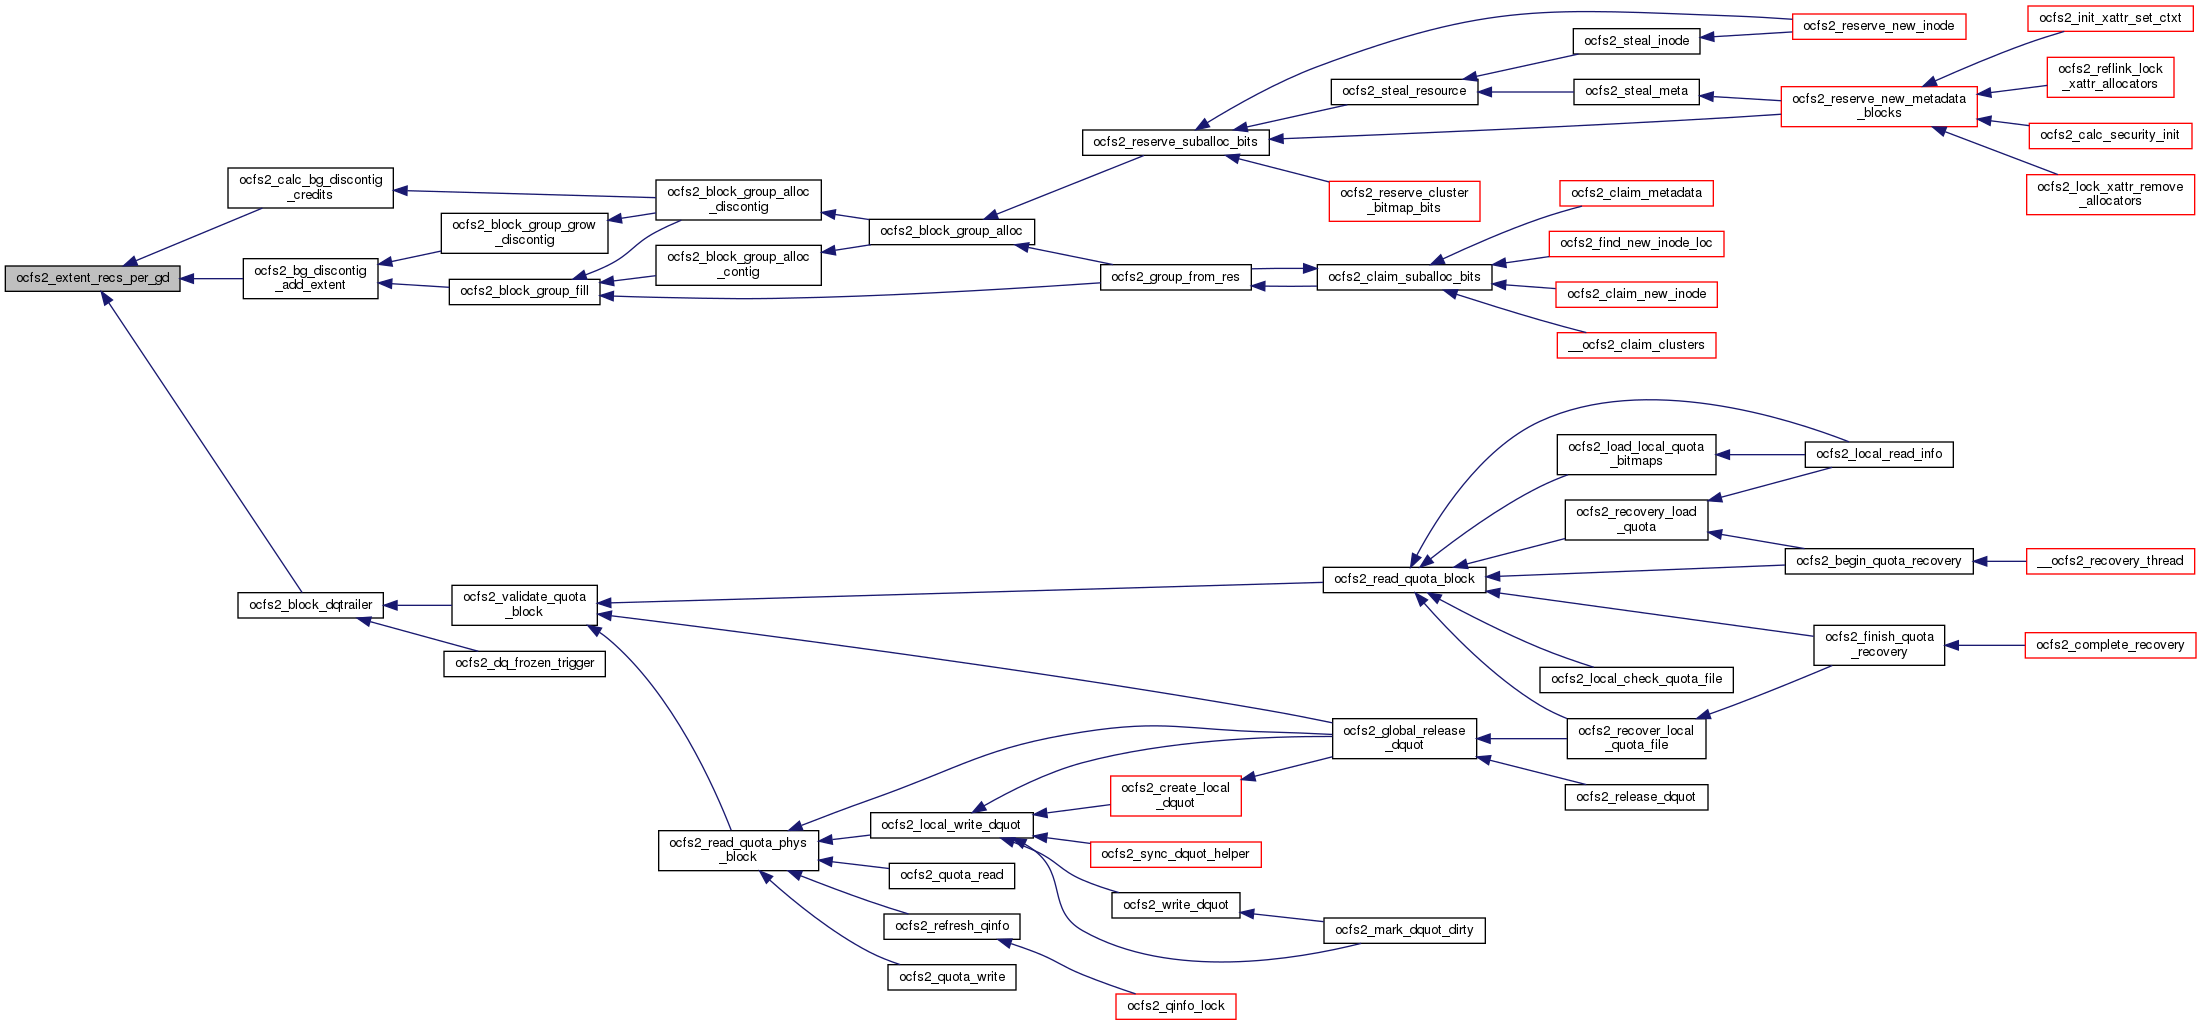 ocfs2_extent_recs_per_gd
ocfs2_calc_bg_discontig
_credits
ocfs2_bg_discontig
_add_extent
ocfs2_block_dqtrailer
ocfs2_block_group_grow
_discontig
ocfs2_block_group_fill
ocfs2_validate_quota
_block
ocfs2_dq_frozen_trigger
ocfs2_block_group_alloc
_discontig
ocfs2_block_group_alloc
_contig
ocfs2_read_quota_phys
_block
ocfs2_block_group_alloc
ocfs2_local_write_dquot
ocfs2_quota_read
ocfs2_refresh_qinfo
ocfs2_quota_write
ocfs2_reserve_suballoc_bits
ocfs2_group_from_res
ocfs2_create_local
_dquot
ocfs2_sync_dquot_helper
ocfs2_write_dquot
ocfs2_qinfo_lock
ocfs2_steal_resource
ocfs2_reserve_cluster
_bitmap_bits
ocfs2_claim_suballoc_bits
ocfs2_read_quota_block
ocfs2_global_release
_dquot
ocfs2_mark_dquot_dirty
ocfs2_steal_inode
ocfs2_steal_meta
ocfs2_claim_metadata
ocfs2_find_new_inode_loc
ocfs2_claim_new_inode
__ocfs2_claim_clusters
ocfs2_load_local_quota
_bitmaps
ocfs2_recovery_load
_quota
ocfs2_local_check_quota_file
ocfs2_recover_local
_quota_file
ocfs2_release_dquot
ocfs2_reserve_new_inode
ocfs2_reserve_new_metadata
_blocks
ocfs2_local_read_info
ocfs2_begin_quota_recovery
ocfs2_finish_quota
_recovery
ocfs2_init_xattr_set_ctxt
ocfs2_reflink_lock
_xattr_allocators
ocfs2_calc_security_init
ocfs2_lock_xattr_remove
_allocators
__ocfs2_recovery_thread
ocfs2_complete_recovery